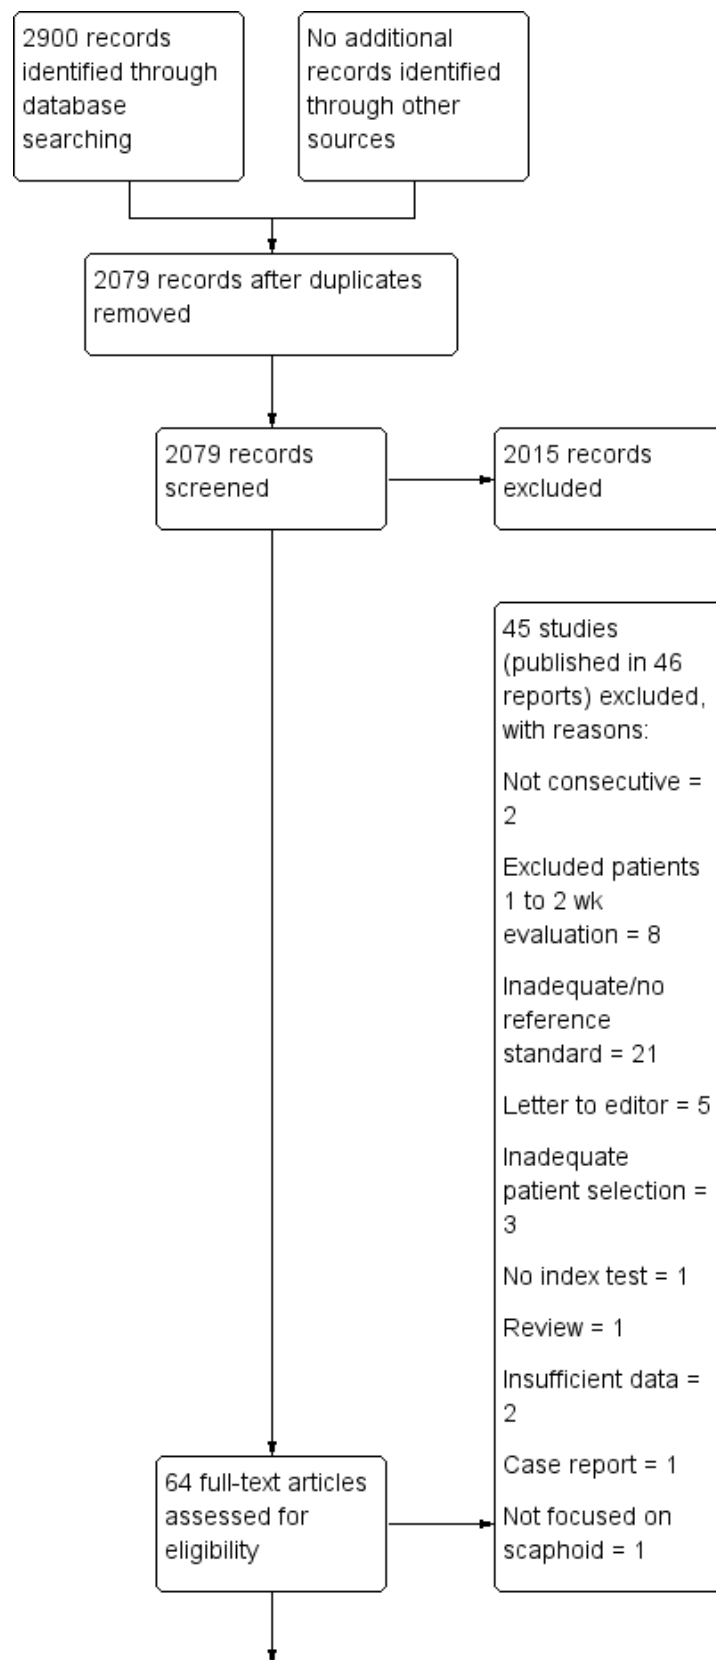 2900 records
identified through
database
searching
No additional
records identified
through other
sources
2079 records after duplicates
removed
2079 records
screened
2015 records
excluded
45 studies
(published in 46
reports) excluded,
with reasons:
Not consecutive =
2
Excluded patients
1 to 2 wk
evaluation = 8
Inadequate/no
reference
standard = 21
Letter to editor = 5
Inadequate
patient selection =
3
No index test = 1
Review = 1
Insufficient data =
2
Case report = 1
Not focused on
scaphoid = 1
64 full-text articles
assessed for
eligibility